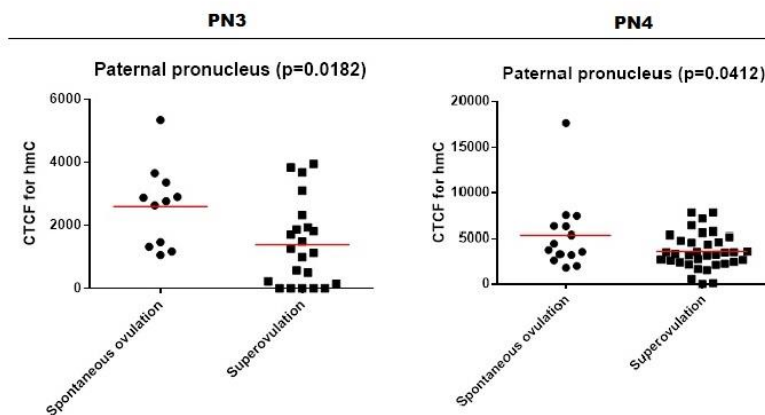 PN3
Paternal pronucleus (p=0.0182)
CTCF for hmC
6000
4000
2000
0
Spontaneous ovulation
Superovulation
PN4
Paternal pronucleus (p=0.0412)
CTCF for hmC
20000
15000
10000
5000
0
Spontaneous ovulation
Superovulation